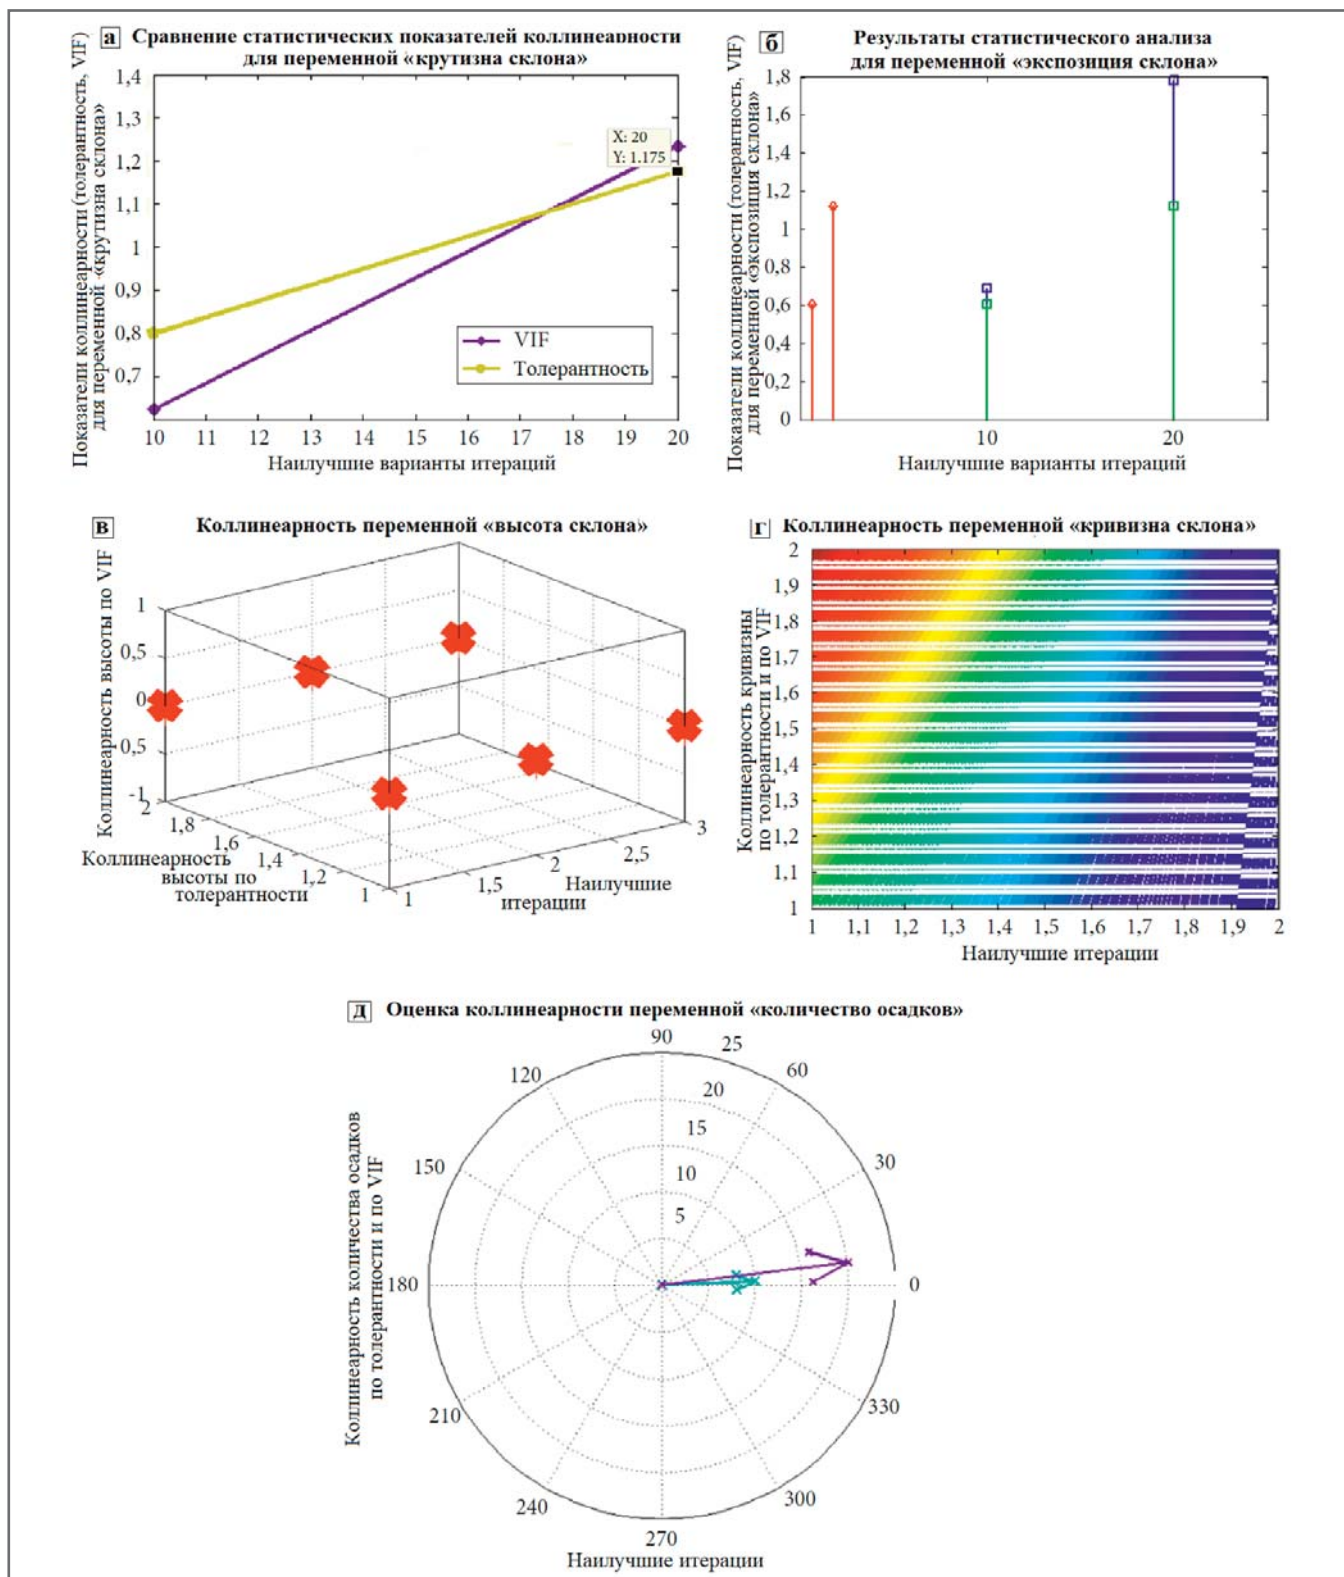 а Сравнение статистических показателей коллинеарности
для переменной «крутизна склона»
Показатели коллинеарности (толерантность, VIF)
для переменной «крутизна склона»
1,4
1,3
1,2
1,1
1
0,9
0,8
0,7
X: 20
Y: 1.175
VIF
Толерантность
10 11 12 13 14 15 16 17 18 19 20
Наилучшие варианты итераций
б Результаты статистического анализа
для переменной «экспозиция склона»
Показатели коллинеарности (толерантность, VIF)
для переменной «экспозиция склона»
1,8
1,6
1,4
1,2
1
0,8
0,6
0,4
0,2
0
10 20
Наилучшие варианты итераций
в Коллинеарность переменной «высота склона»
Коллинеарность высоты по VIF
1
0,5
0
0,5
-1
2
1,8
1,6
1,4
1,2
1
Коллинеарность
высоты по
толерантности
1
1,5
2
2,5
3
Наилучшие
итерации
г Коллинеарность переменной «кривизна склона»
Коллинеарность кривизны
по толерантности и по VIF
2
1,9
1,8
1,7
1,6
1,5
1,4
1,3
1,2
1,1
1
1 1,1 1,2 1,3 1,4 1,5 1,6 1,7 1,8 1,9 2
Наилучшие итерации
д Оценка коллинеарности переменной «количество осадков»
Коллинеарность количества осадков
по толерантности и по VIF
90
25
120
60
20
15
150
10
30
5
180
0
210
330
240
300
270
Наилучшие итерации